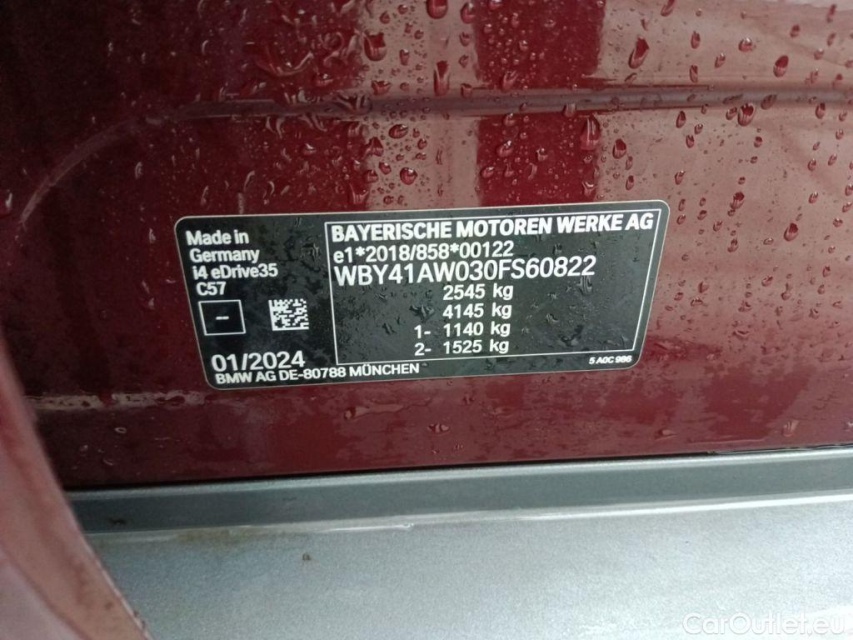 Made in
Germany
i4 eDrive35
C57
–
01/2024
BMW AG DE-80788 MÜNCHEN
BAYERISCHE MOTOREN WERKE AG
e1*2018/858*00122
WBY41AW030FS60822
2545 kg
4145 kg
1- 1140 kg
2- 1525 kg
5 A0C 986
CarOutlet.eu